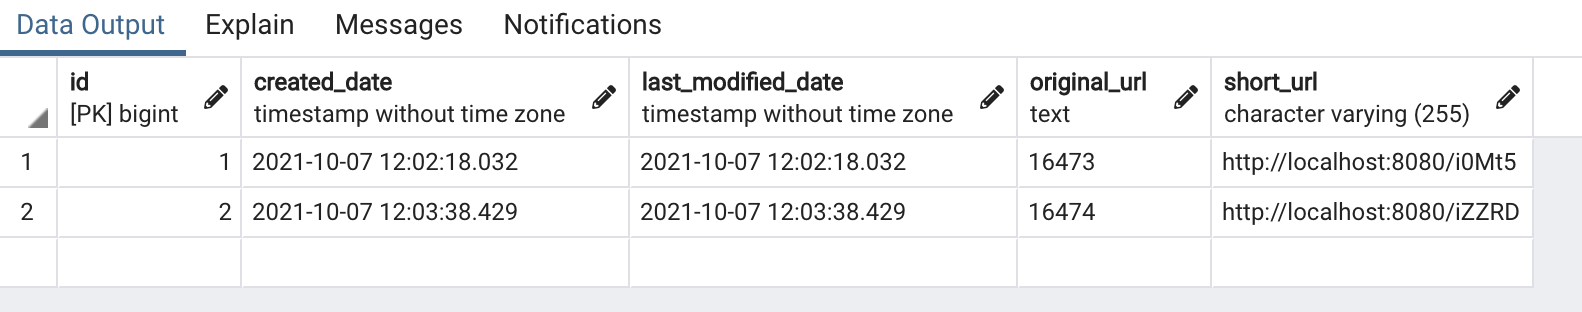 Data Output Explain Messages Notifications
id created_date last_modified_date original_url short_url
[PK] bigint timestamp without time zone timestamp without time zone text character varying (255)
1 1 2021-10-07 12:02:18.032 2021-10-07 12:02:18.032 16473 http://localhost:8080/i0Mt5
2 2 2021-10-07 12:03:38.429 2021-10-07 12:03:38.429 16474 http://localhost:8080/iZZRD